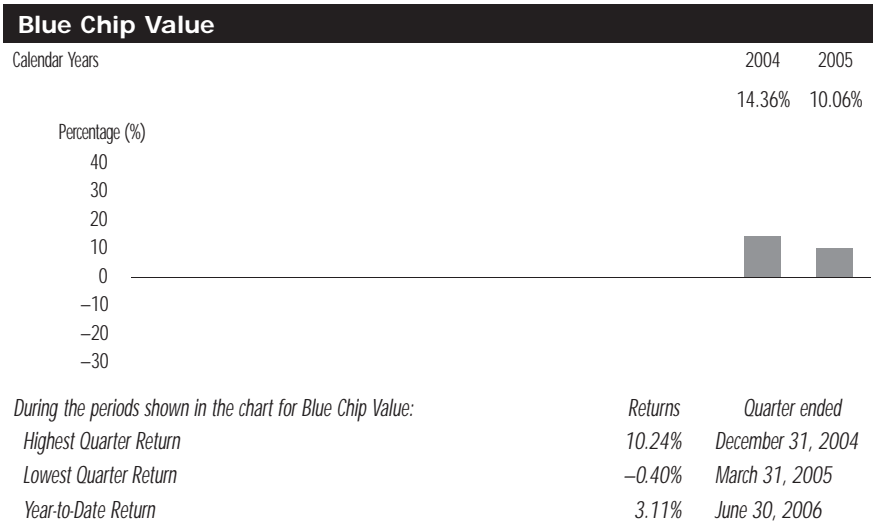 Blue Chip Value
Calendar Years 2004 2005
14.36% 10.06%
Percentage (%)
40
30
20
10
0
–10
–20
–30
During the periods shown in the chart for Blue Chip Value: Returns Quarter ended
Highest Quarter Return 10.24% December 31, 2004
Lowest Quarter Return –0.40% March 31, 2005
Year-to-Date Return 3.11% June 30, 2006